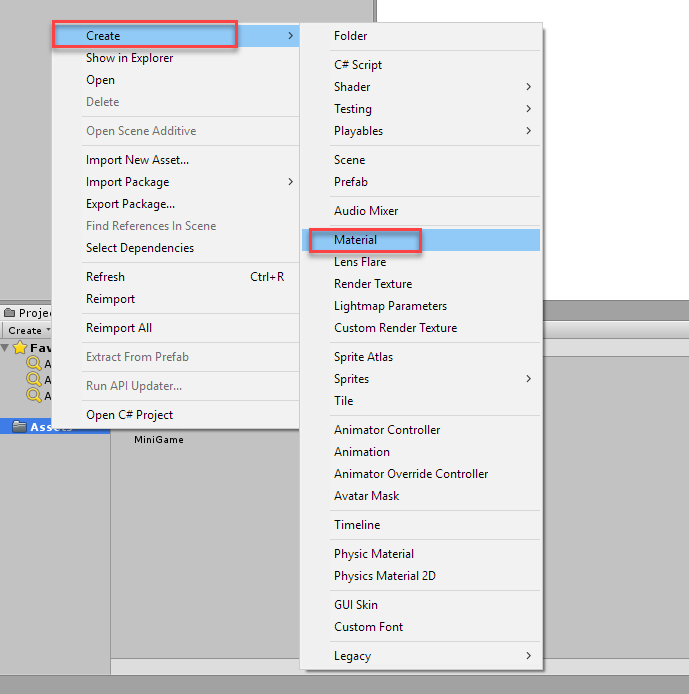 Create
Show in Explorer
Open
Delete
Open Scene Additive
Import New Asset...
Import Package
Export Package...
Find References In Scene
Select Dependencies
Refresh Ctrl+R
Reimport
Reimport All
Extract From Prefab
Run API Updater...
Open C# Project
Folder
C# Script
Shader
Testing
Playables
Scene
Prefab
Audio Mixer
Material
Lens Flare
Render Texture
Lightmap Parameters
Custom Render Texture
Sprite Atlas
Sprites
Tile
Animator Controller
Animation
Animator Override Controller
Avatar Mask
Timeline
Physic Material
Physics Material 2D
GUI Skin
Custom Font
Legacy
Projec
Create
Fav
A
A
A
Assets
MiniGame